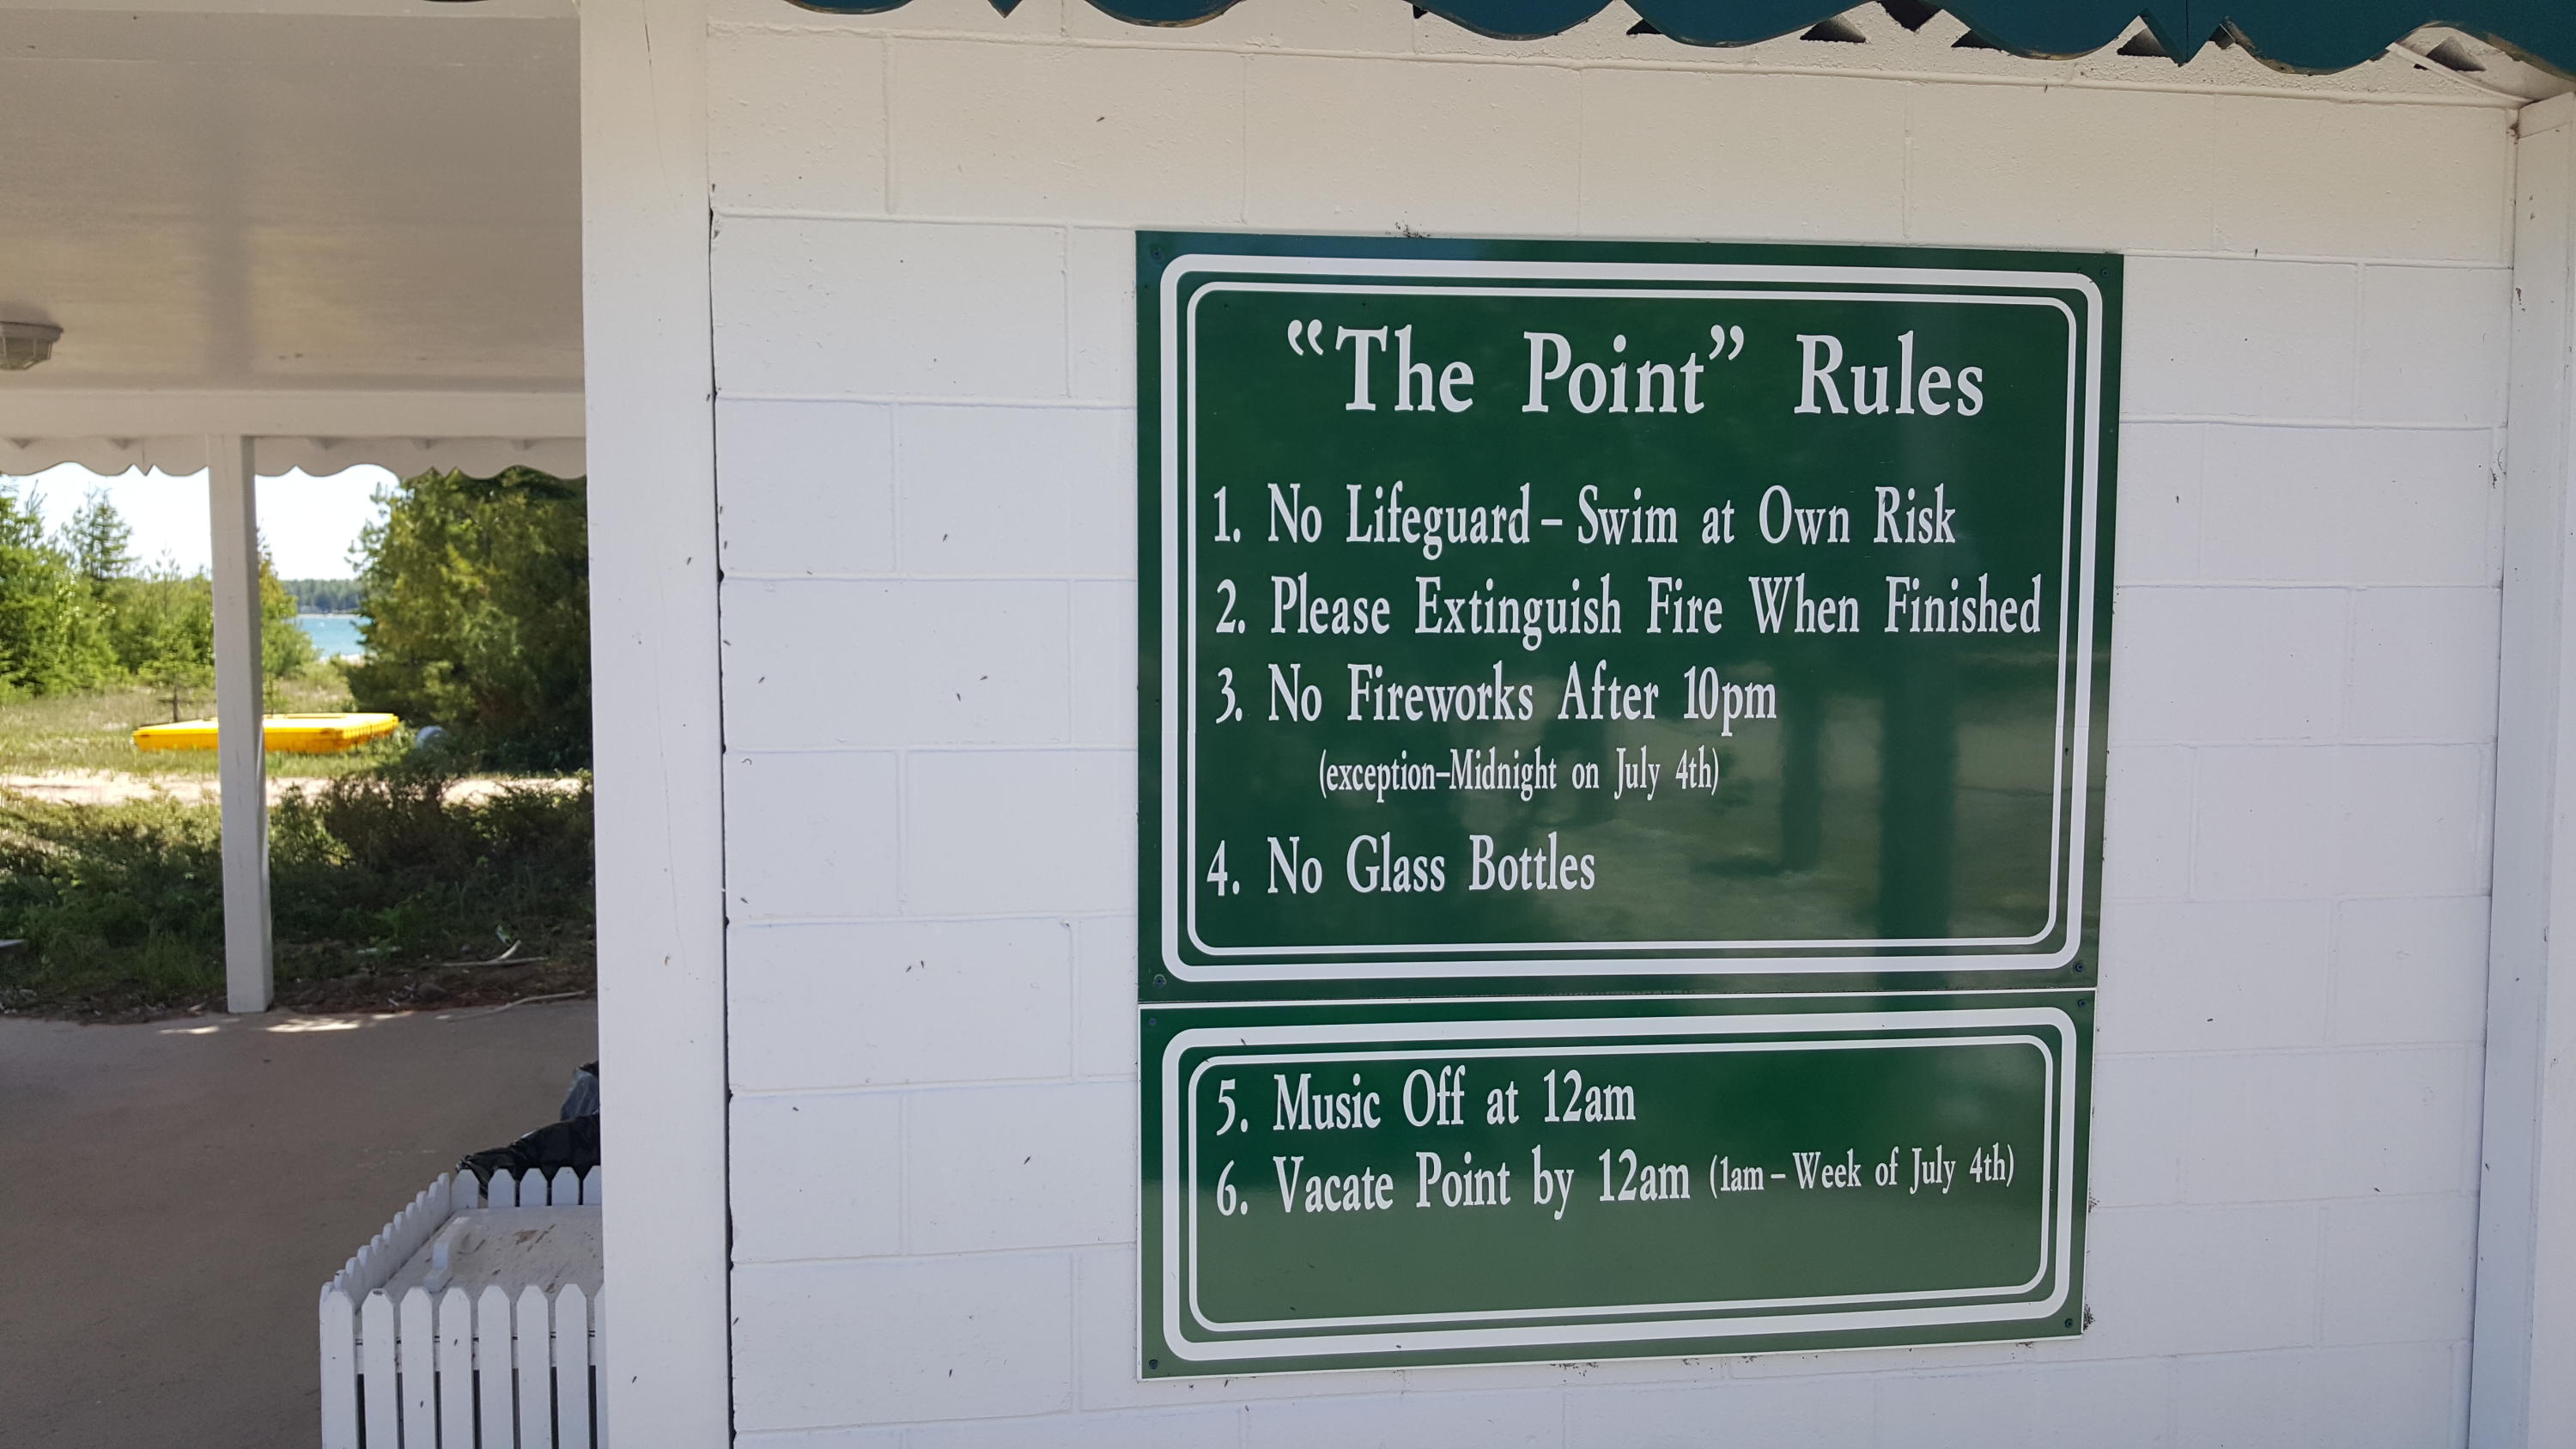 “The Point” Rules
1. No Lifeguard – Swim at Own Risk
2. Please Extinguish Fire When Finished
3. No Fireworks After 10pm
(exception–Midnight on July 4th)
4. No Glass Bottles
5. Music Off at 12am
6. Vacate Point by 12am (1am – Week of July 4th)